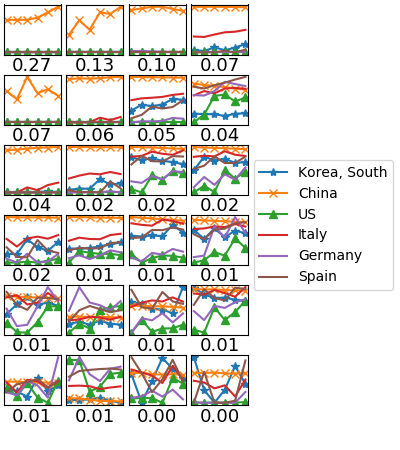 0.27 0.13 0.10 0.07
0.07 0.06 0.05 0.04
0.04 0.02 0.02 0.02
Korea, South
China
US
Italy
Germany
Spain
0.02 0.01 0.01 0.01
0.01 0.01 0.01 0.01
0.01 0.01 0.00 0.00